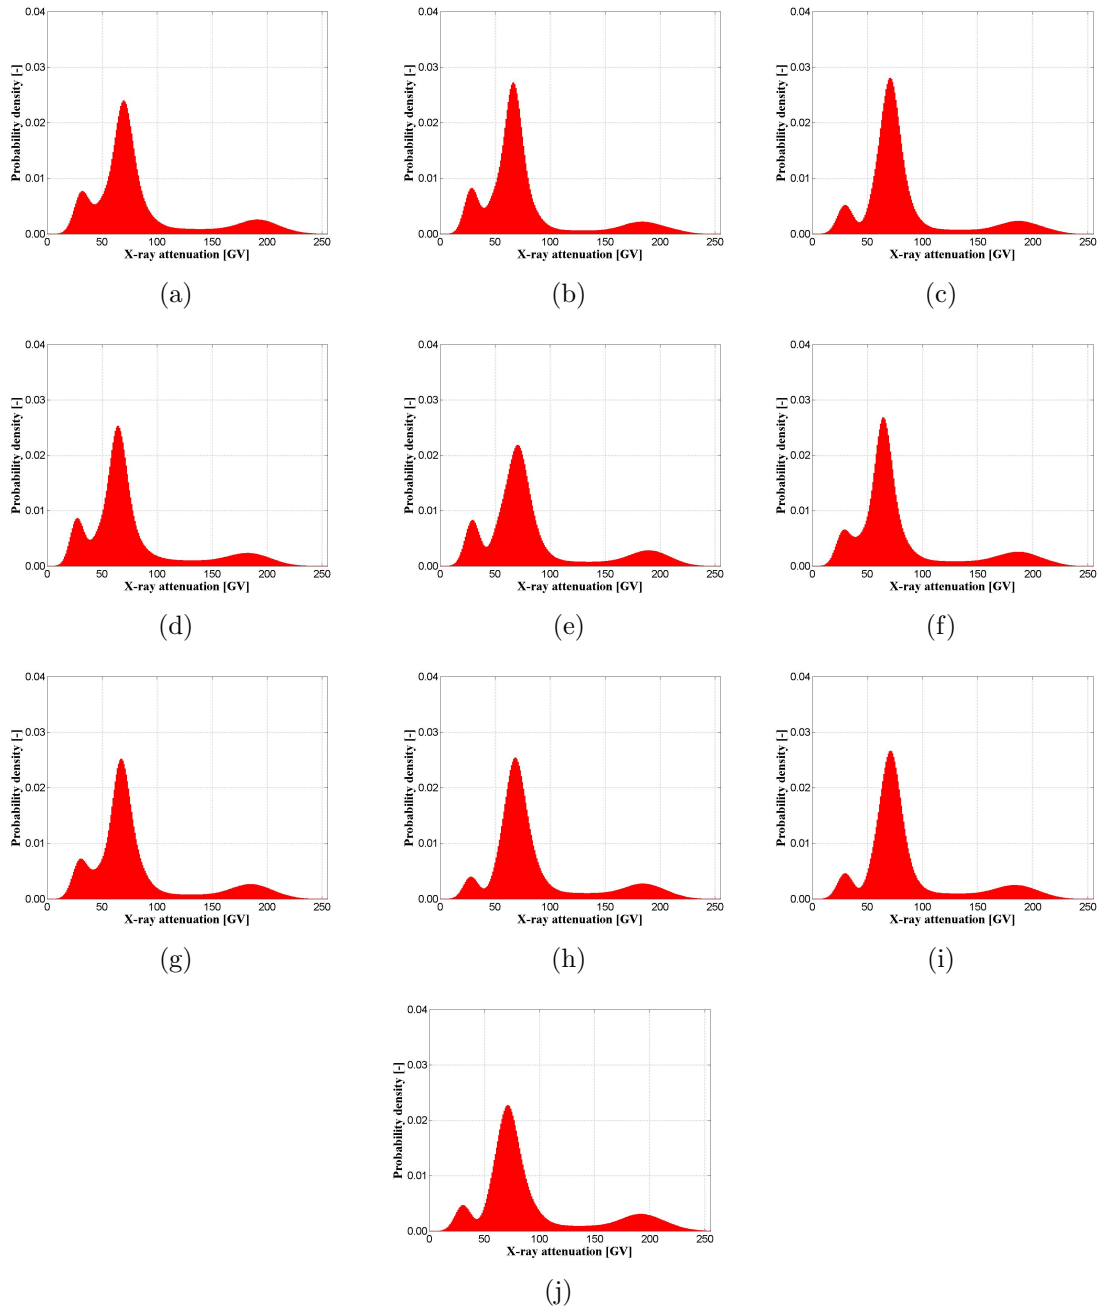 0.04 0.04 0.04
0.03 0.03 0.03
0.02 0.02 0.02
0.01 0.01 0.01
0.00 0.00 0.00
Probability density [-] Probability density [-] Probability density [-]
0 50 100 150 200 250 0 50 100 150 200 250 0 50 100 150 200 250
X-ray attenuation [GV] X-ray attenuation [GV] X-ray attenuation [GV]
(a) (b) (c)
0.04 0.04 0.04
0.03 0.03 0.03
0.02 0.02 0.02
0.01 0.01 0.01
0.00 0.00 0.00
Probability density [-] Probability density [-] Probability density [-]
0 50 100 150 200 250 0 50 100 150 200 250 0 50 100 150 200 250
X-ray attenuation [GV] X-ray attenuation [GV] X-ray attenuation [GV]
(d) (e) (f)
0.04 0.04 0.04
0.03 0.03 0.03
0.02 0.02 0.02
0.01 0.01 0.01
0.00 0.00 0.00
Probability density [-] Probability density [-] Probability density [-]
0 50 100 150 200 250 0 50 100 150 200 250 0 50 100 150 200 250
X-ray attenuation [GV] X-ray attenuation [GV] X-ray attenuation [GV]
(g) (h) (i)
0.04
0.03
0.02
0.01
0.00
Probability density [-]
0 50 100 150 200 250
X-ray attenuation [GV]
(j)